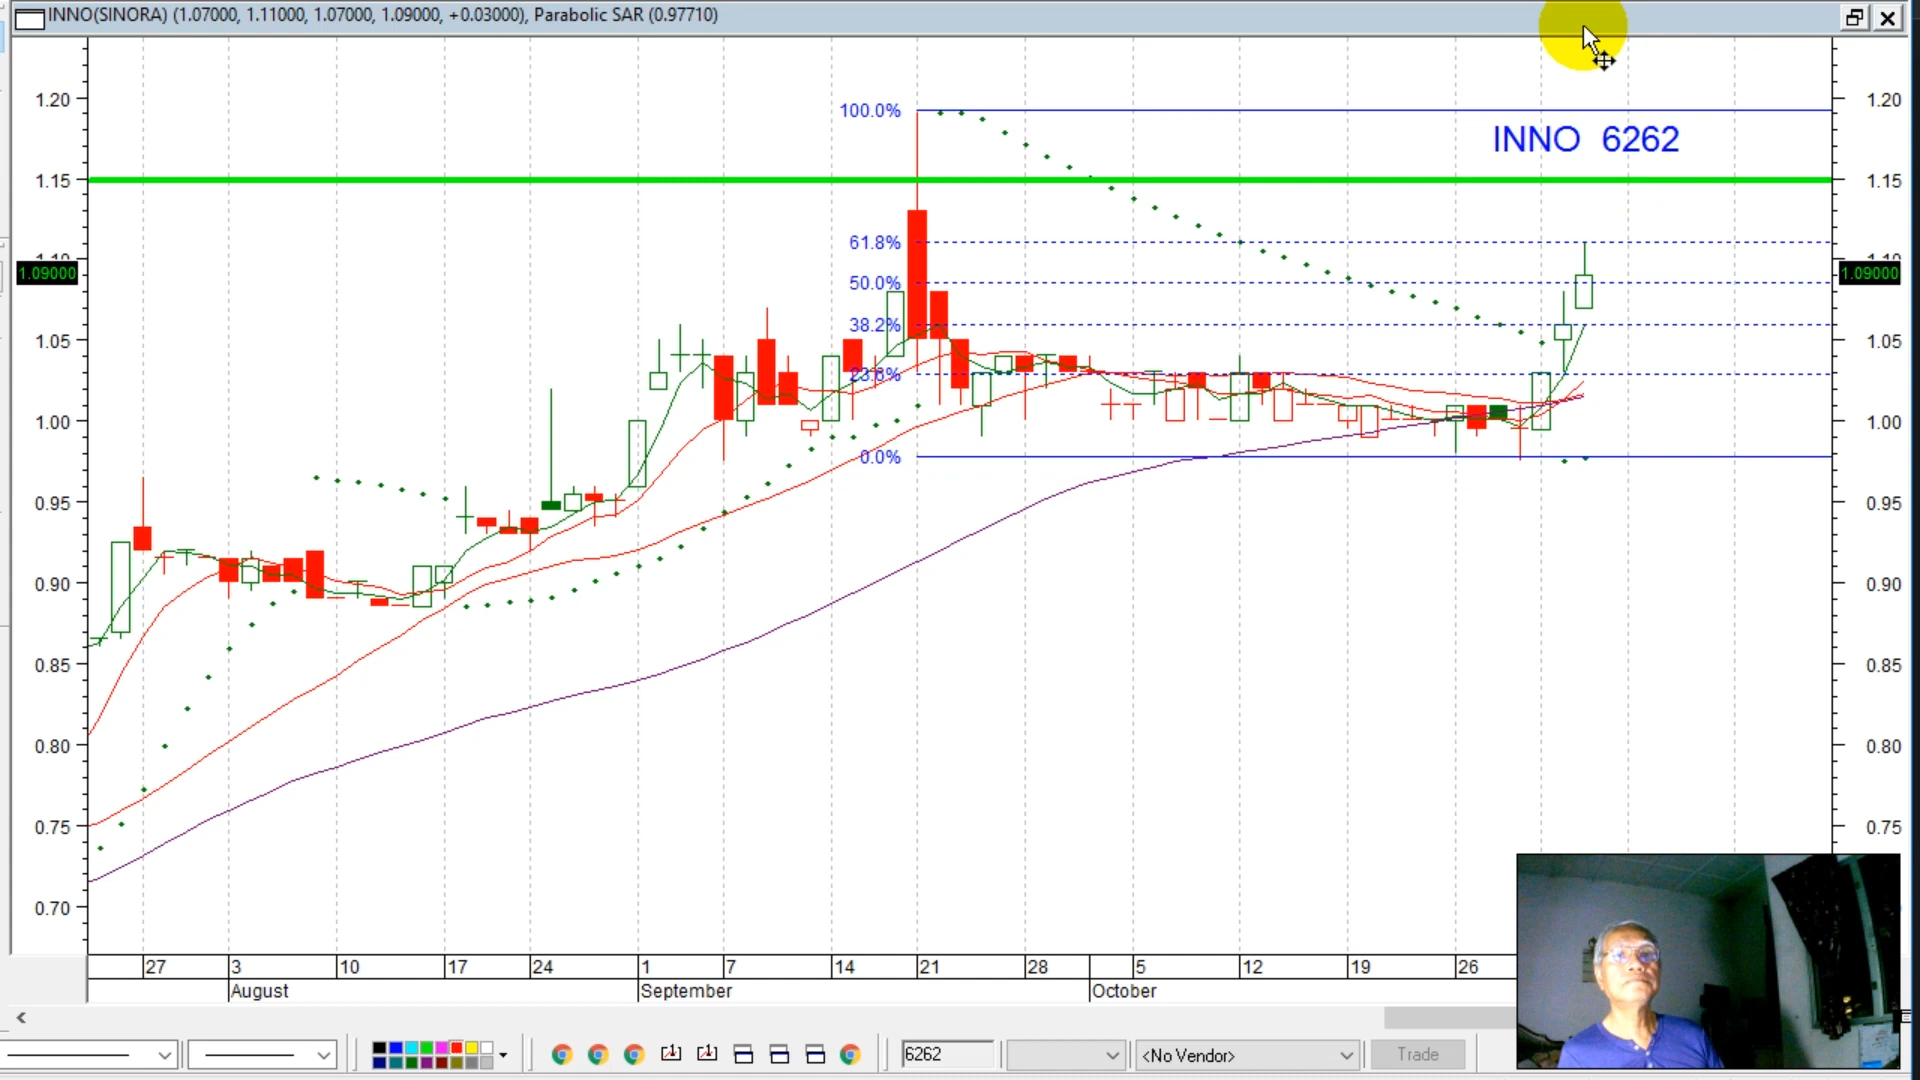 INNO(SINORA) (1.07000, 1.11000, 1.07000, 1.09000, +0.03000), Parabolic SAR (0.97710)
INNO 6262
1.20 100.0% 1.20
1.15 1.15
61.8%
1.09000 50.0% 1.09000
1.05 38.2% 1.05
23.6%
1.00 1.00
0.0%
0.95 0.95
0.90 0.90
0.85 0.85
0.80 0.80
0.75 0.75
0.70
27 3 10 17 24 1 7 14 21 28 5 12 19 26
August September October
6262 <No Vendor> Trade